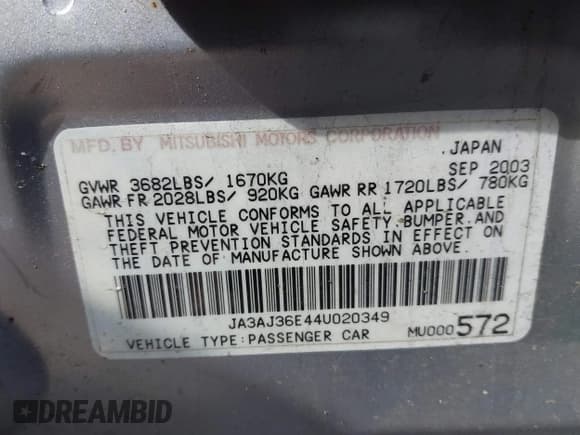 MFD. BY MITSUBISHI MOTORS CORPORATION
JAPAN
SEP 2003
GVWR 3682LBS/ 1670KG
GAWR FR 2028LBS/ 920KG GAWR RR 1720LBS/ 780KG
THIS VEHICLE CONFORMS TO ALL APPLICABLE
FEDERAL MOTOR VEHICLE SAFETY,BUMPER,AND
THEFT PREVENTION STANDARDS IN EFFECT ON
THE DATE OF MANUFACTURE SHOWN ABOVE.
JA3AJ36E44U020349
VEHICLE TYPE:PASSENGER CAR MU000572
DREAMBID